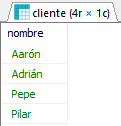 cliente (4r × 1c)
nombre
Aarón
Adrián
Pepe
Pilar